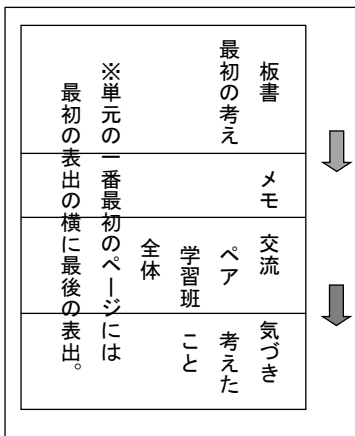 板書
最初の考え
メモ
交流
ペア
学習班
全体
気づき
考えた
こと
※単元の一番最初のページには
最初の表出の横に最後の表出。